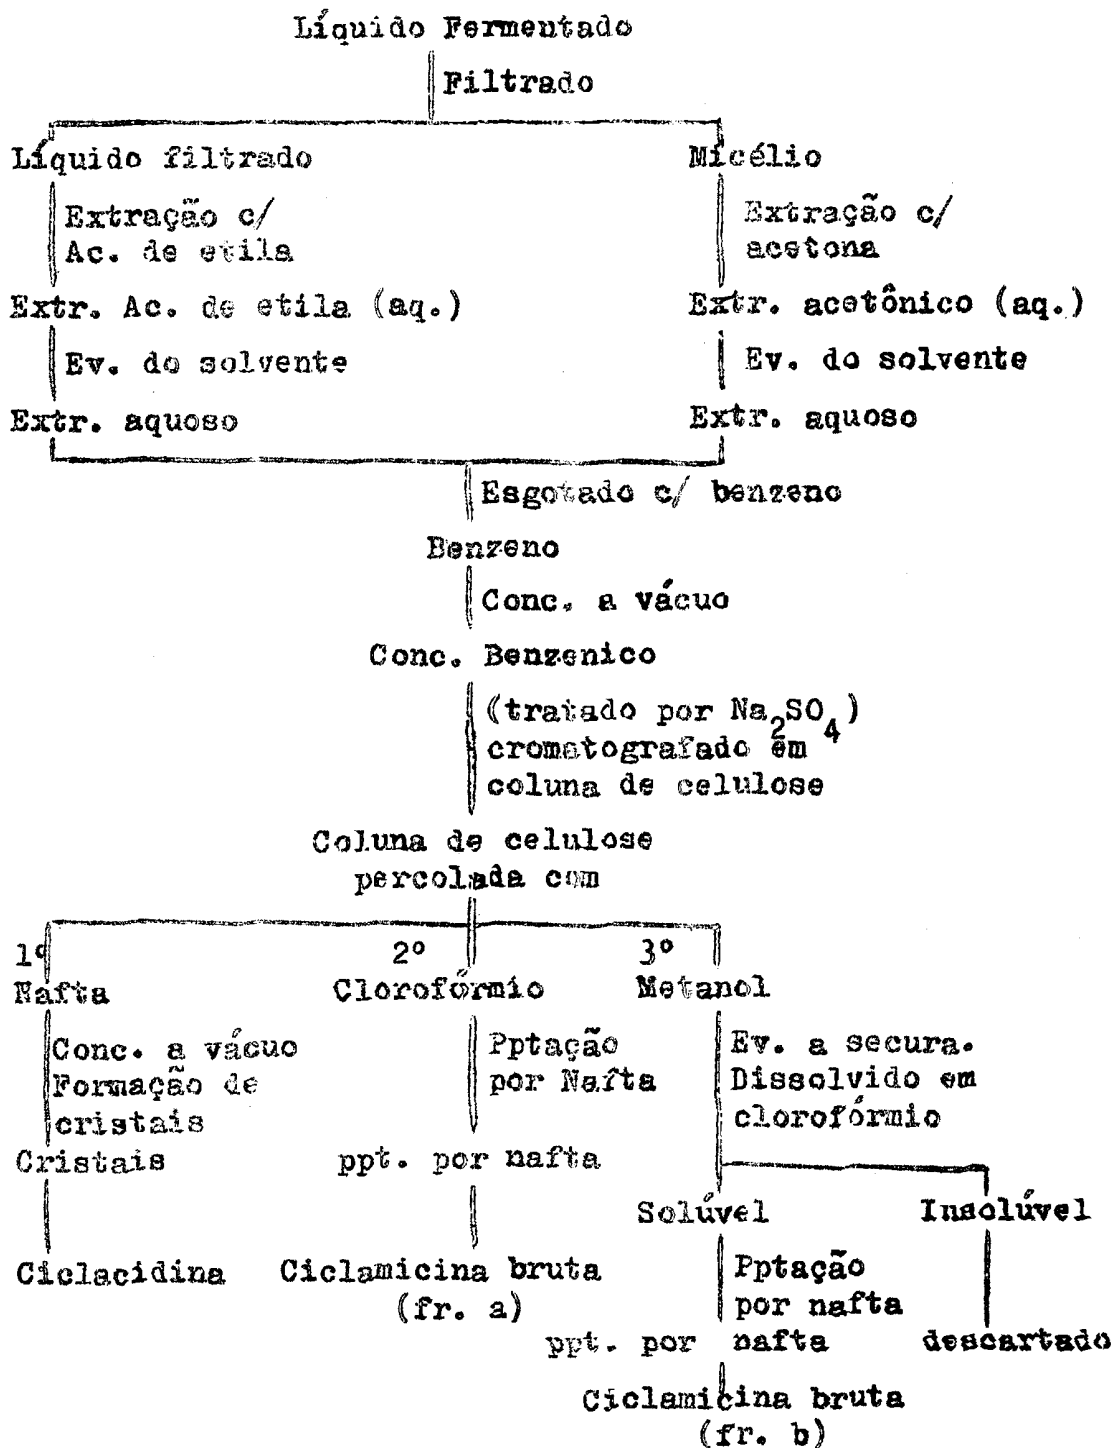 Líquido Fermentado
Filtrado
Líquido filtrado
Micélio
Extração c/
Ac. de etila
Extração c/
acetona
Extr. Ac. de etila (aq.)
Extr. acetônico (aq.)
Ev. do solvente
Ev. do solvente
Extr. aquoso
Extr. aquoso
Esgotado c/ benzeno
Benzeno
Conc. a vácuo
Conc. Benzenico
(tratado por Na2SO4)
cromatografado em
coluna de celulose
Coluna de celulose
percolada com
1º
2º
3º
Nafta
Clorofórmio
Metanol
Conc. a vácuo
Formação de
cristais
Pptação
por Nafta
Ev. a secura.
Dissolvido em
clorofórmio
Cristais
ppt. por nafta
Solúvel
Insolúvel
Ciclacidina
Ciclamicina bruta
(fr. a)
Pptação
por nafta
ppt. por nafta
descartado
Ciclamicina bruta
(fr. b)